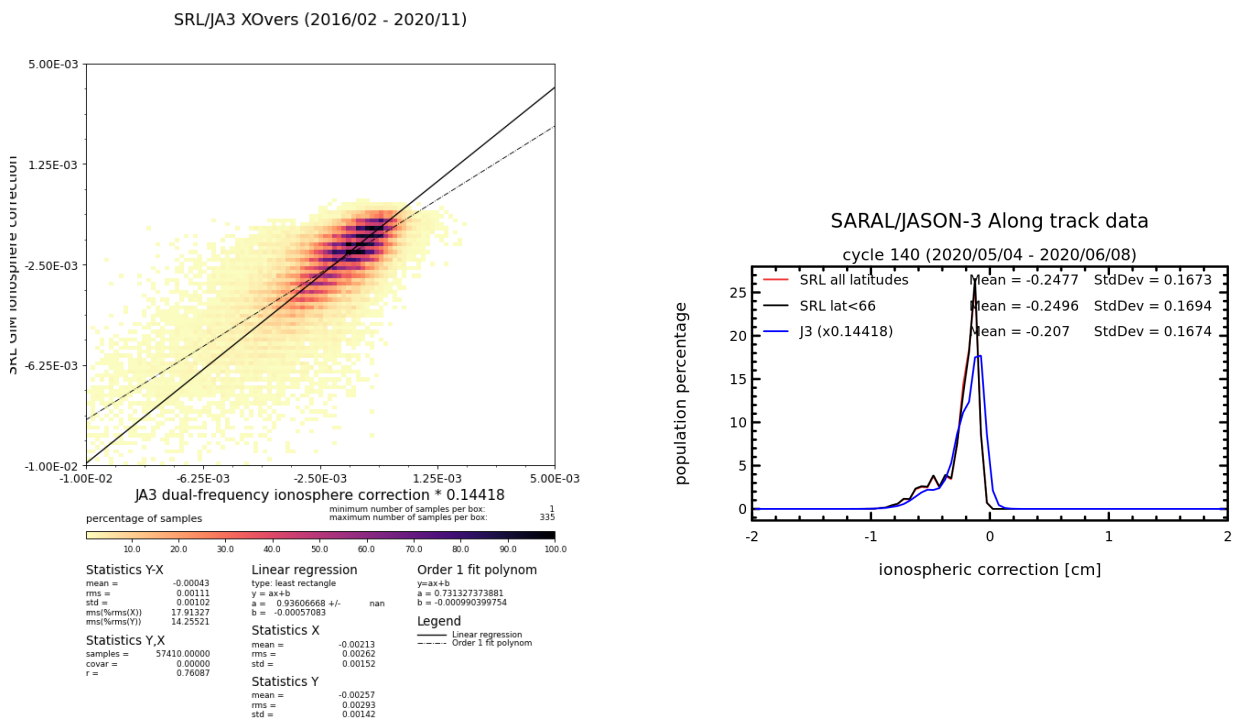 SRL/JA3 XOvers (2016/02 - 2020/11)
5.00E-03
1.25E-03
-2.50E-03
-6.25E-03
-1.00E-02
SRL GIM ionosphere correction
-1.00E-02 -6.25E-03 -2.50E-03 1.25E-03 5.00E-03
JA3 dual-frequency ionosphere correction * 0.14418
percentage of samples
minimum number of samples per box: 1
maximum number of samples per box: 335
10.0 20.0 30.0 40.0 50.0 60.0 70.0 80.0 90.0 100.0
Statistics Y-X
mean = -0.00043
rms = 0.00111
std = 0.00102
rms(%rms(X)) 17.91327
rms(%rms(Y)) 14.25521
Statistics Y,X
samples = 57410.00000
covar = 0.00000
r = 0.76087
Linear regression
type: least rectangle
y = ax+b
a = 0.93606668 +/- nan
b = -0.00057083
Statistics X
mean = -0.00213
rms = 0.00262
std = 0.00152
Statistics Y
mean = -0.00257
rms = 0.00293
std = 0.00142
Order 1 fit polynom
y=ax+b
a = 0.731327373881
b = -0.000990399754
Legend
Linear regression
Order 1 fit polynom
SARAL/JASON-3 Along track data
cycle 140 (2020/05/04 - 2020/06/08)
SRL all latitudes Mean = -0.2477 StdDev = 0.1673
SRL lat<66 Mean = -0.2496 StdDev = 0.1694
J3 (x0.14418) Mean = -0.207 StdDev = 0.1674
population percentage
25
20
15
10
5
0
-2 -1 0 1 2
ionospheric correction [cm]